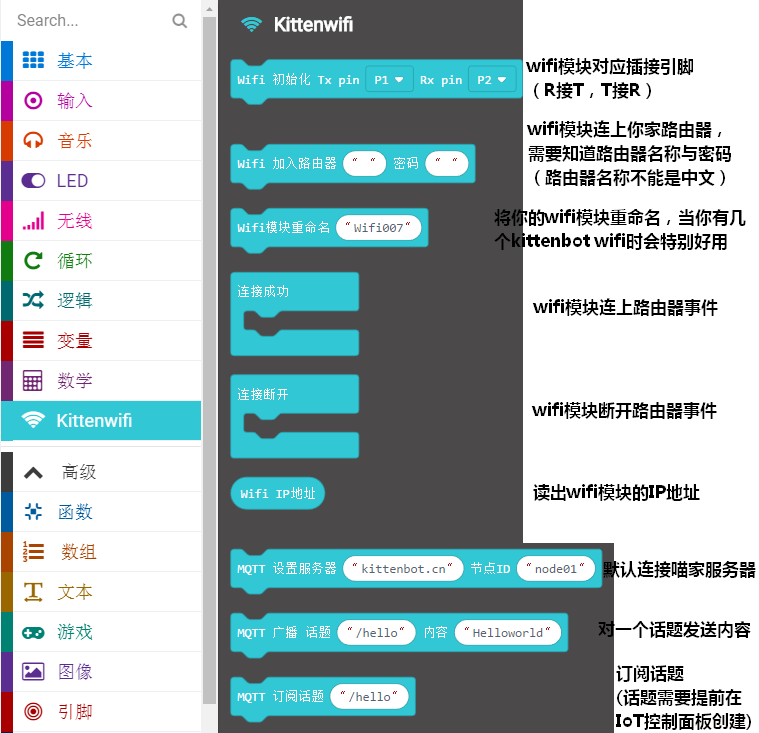 Search...
基本
输入
音乐
LED
无线
循环
逻辑
变量
数学
Kittenwifi
高级
函数
数组
文本
游戏
图像
引脚
Kittenwifi
Wifi 初始化 Tx pin P1 Rx pin P2
wifi模块对应插接引脚
（R接T，T接R）
Wifi 加入路由器 “ ” 密码 “ ”
wifi模块连上你家路由器，
需要知道路由器名称与密码
（路由器名称不能是中文）
Wifi模块重命名 “Wifi007”
将你的wifi模块重命名，当你有几
个kittenbot wifi时会特别好用
连接成功
wifi模块连上路由器事件
连接断开
wifi模块断开路由器事件
Wifi IP地址
读出wifi模块的IP地址
MQTT 设置服务器 “kittenbot.cn” 节点ID “node01”
默认连接喵家服务器
MQTT 广播 话题 “/hello” 内容 “Helloworld”
对一个话题发送内容
MQTT 订阅话题 “/hello”
订阅话题
(话题需要提前在
IoT控制面板创建)